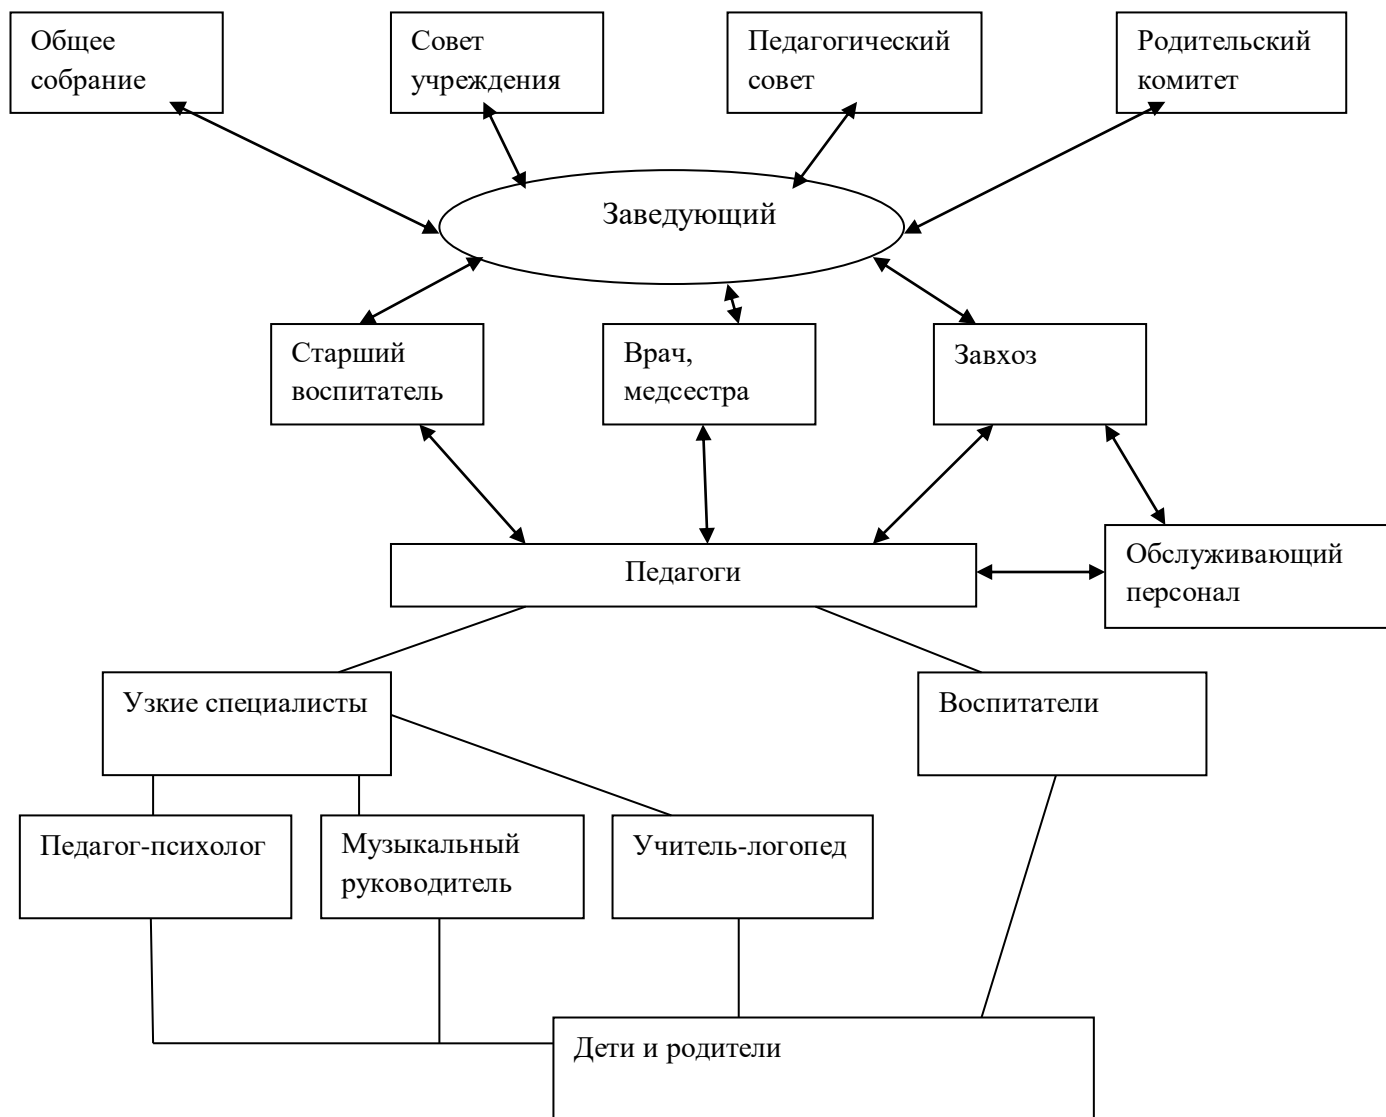 Общее
собрание
Совет
учреждения
Педагогический
совет
Родительский
комитет
Заведующий
Старший
воспитатель
Врач,
медсестра
Завхоз
Педагоги
Обслуживающий
персонал
Узкие специалисты
Воспитатели
Педагог-психолог
Музыкальный
руководитель
Учитель-логопед
Дети и родители